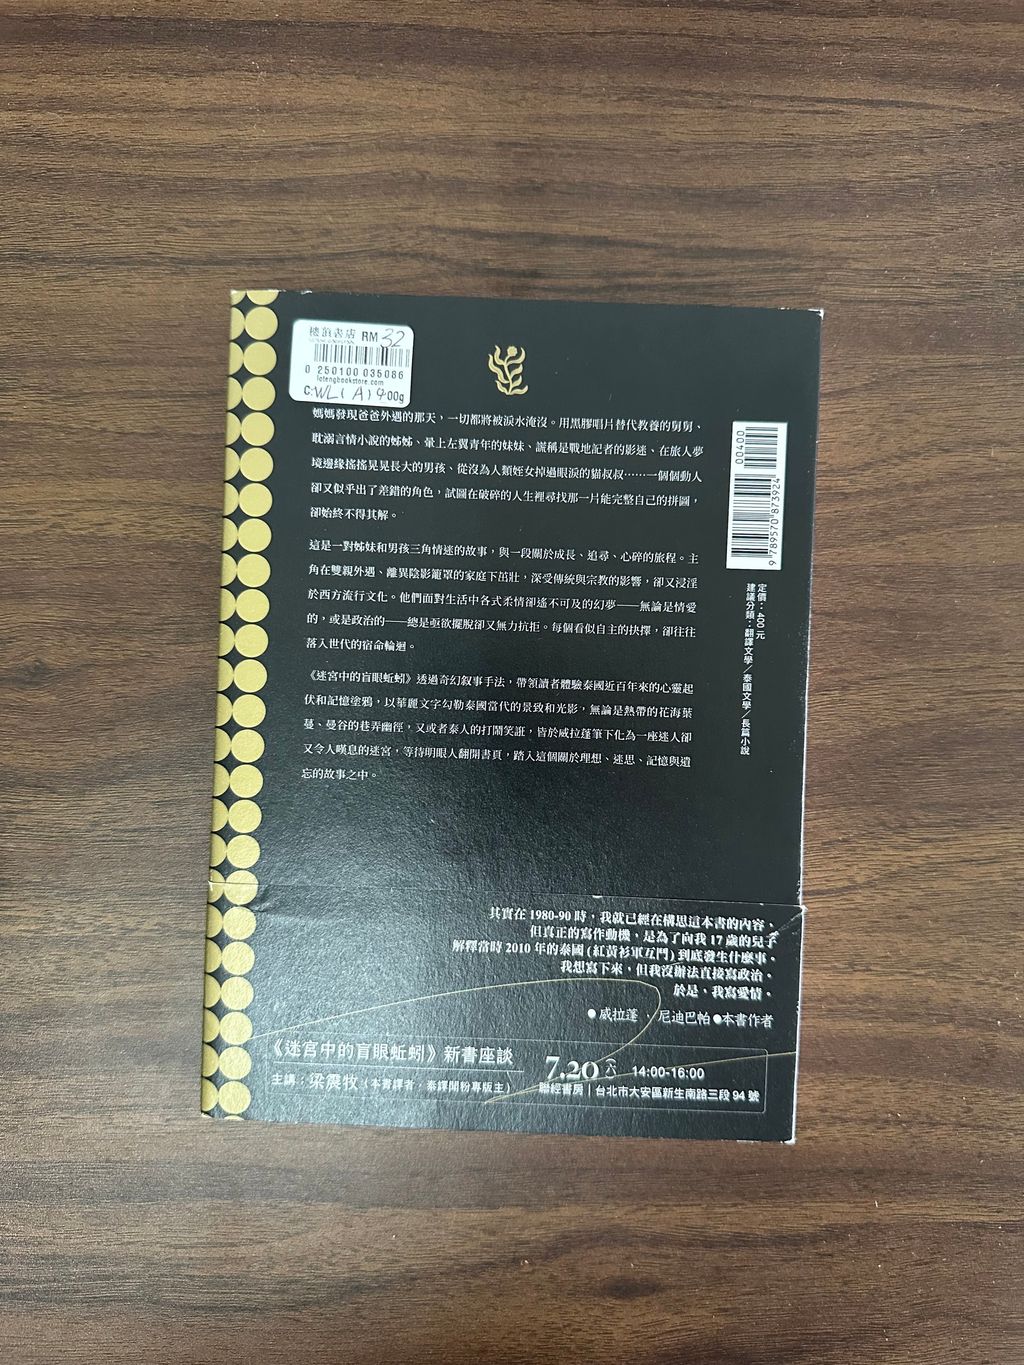 樓敳書店 RM 32
0 250100 035086
lotengbookstore.com
C:WL( A) 400g
媽媽發現爸爸外遇的那天，一切都將被淚水淹沒。用黑膠唱片替代教養的舅舅、
耽溺言情小說的姊姊、暈上左翼青年的妹妹、謊稱是戰地記者的影迷、在旅人夢
境邊緣搖搖晃晃長大的男孩、從沒為人類姪女掉過眼淚的貓叔叔……一個個動人
卻又似乎出了差錯的角色，試圖在破碎的人生裡尋找那一片能完整自己的拼圖，
卻始終不得其解。
這是一對姊妹和男孩三角情迷的故事，與一段關於成長、追尋、心碎的旅程。主
角在雙親外遇、離異陰影籠罩的家庭下茁壯，深受傳統與宗教的影響，卻又浸淫
於西方流行文化。他們面對生活中各式柔情卻遙不可及的幻夢——無論是情愛
的，或是政治的——總是亟欲擺脫卻又無力抗拒。每個看似自主的抉擇，卻往往
落入世代的宿命輪迴。
《迷宮中的盲眼蚯蚓》透過奇幻敘事手法，帶領讀者體驗泰國近百年來的心靈起
伏和記憶塗鴉，以華麗文字勾勒泰國當代的景致和光影，無論是熱帶的花海葉
蔓、曼谷的巷弄幽徑，又或者泰人的打鬧笑誑，皆於威拉蓬筆下化為一座迷人卻
又令人嘆息的迷宮，等待明眼人翻開書頁，踏入這個關於理想、迷思、記憶與遺
忘的故事之中。
00400
9 789570 873924
定價：400 元
建議分類：翻譯文學／泰國文學／長篇小說
其實在 1980-90 時，我就已經在構思這本書的內容。
但真正的寫作動機，是為了向我 17 歲的兒子
解釋當時 2010 年的泰國 (紅黃衫軍互鬥) 到底發生什麼事。
我想寫下來，但我沒辦法直接寫政治。
於是，我寫愛情。
●威拉蓬．尼迪巴帕●本書作者
《迷宮中的盲眼蚯蚓》新書座談
主講：梁震牧（本書譯者．泰譯聞粉專版主）
7.20 (六) 14:00-16:00
聯經書房｜台北市大安區新生南路三段 94 號